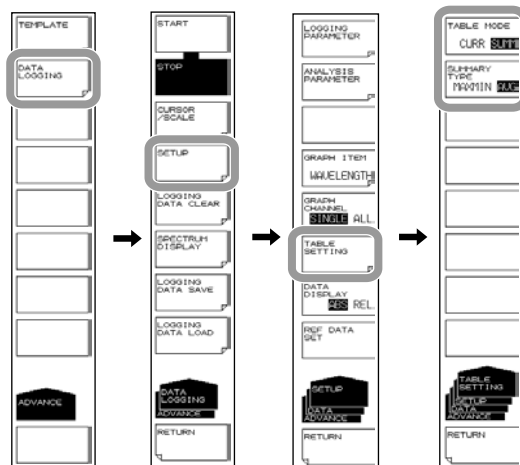 TEMPLATE
DATA
LOGGING
ADVANCE
START
STOP
CURSOR
/SCALE
SETUP
LOGGING
DATA CLEAR
SPECTRUM
DISPLAY
LOGGING
DATA SAVE
LOGGING
DATA LOAD
DATA
LOGGING
ADVANCE
RETURN
LOGGING
PARAMETER
ANALYSIS
PARAMETER
GRAPH ITEM
WAVELENGTH
GRAPH
CHANNEL
SINGLE ALL
TABLE
SETTING
DATA
DISPLAY
ABS REL
REF DATA
SET
SETUP
DATA
ADVANCE
RETURN
TABLE MODE
CURR
SUMMARY
TYPE
MAXMIN
TABLE
SETTING
SETUP
DATA
ADVANCE
RETURN